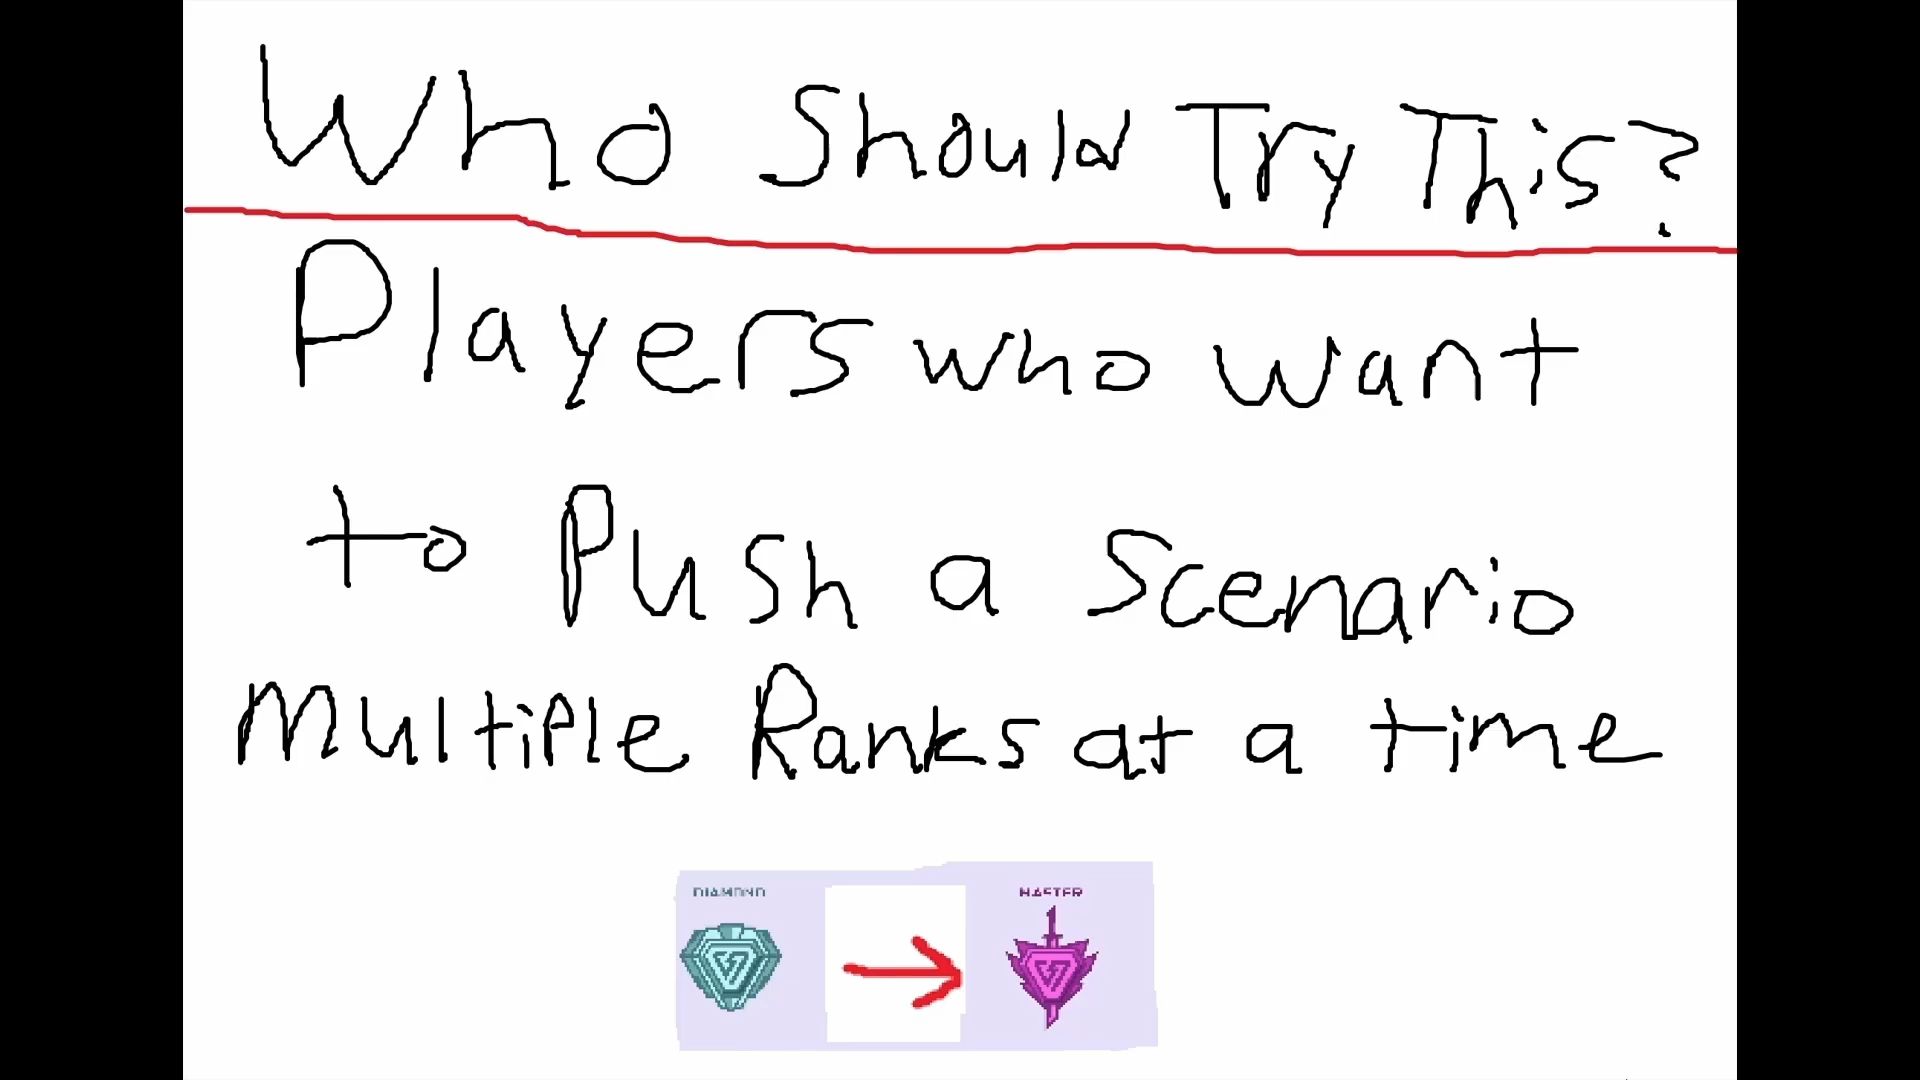 Who Should Try This?
Players who want
to Push a Scenario
Multiple Ranks at a time
DIAMOND MASTER